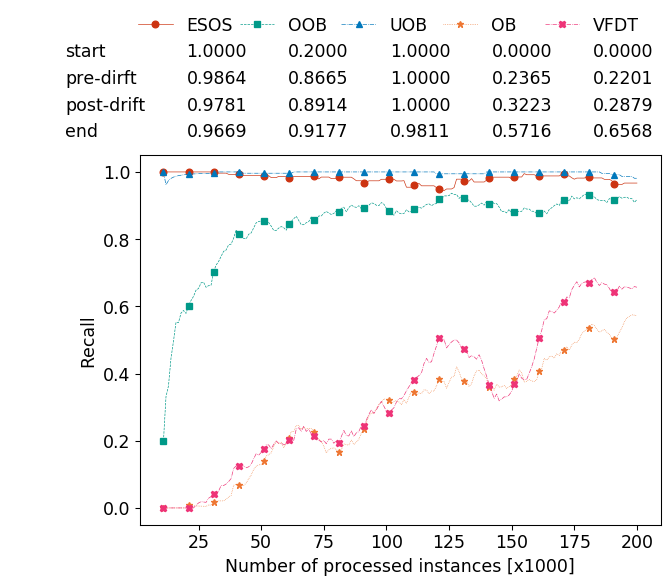 ESOS OOB UOB OB VFDT
start 1.0000 0.2000 1.0000 0.0000 0.0000
pre-dirft 0.9864 0.8665 1.0000 0.2365 0.2201
post-drift 0.9781 0.8914 1.0000 0.3223 0.2879
end 0.9669 0.9177 0.9811 0.5716 0.6568
1.0
0.8
0.6
0.4
0.2
0.0
Recall
25 50 75 100 125 150 175 200
Number of processed instances [x1000]